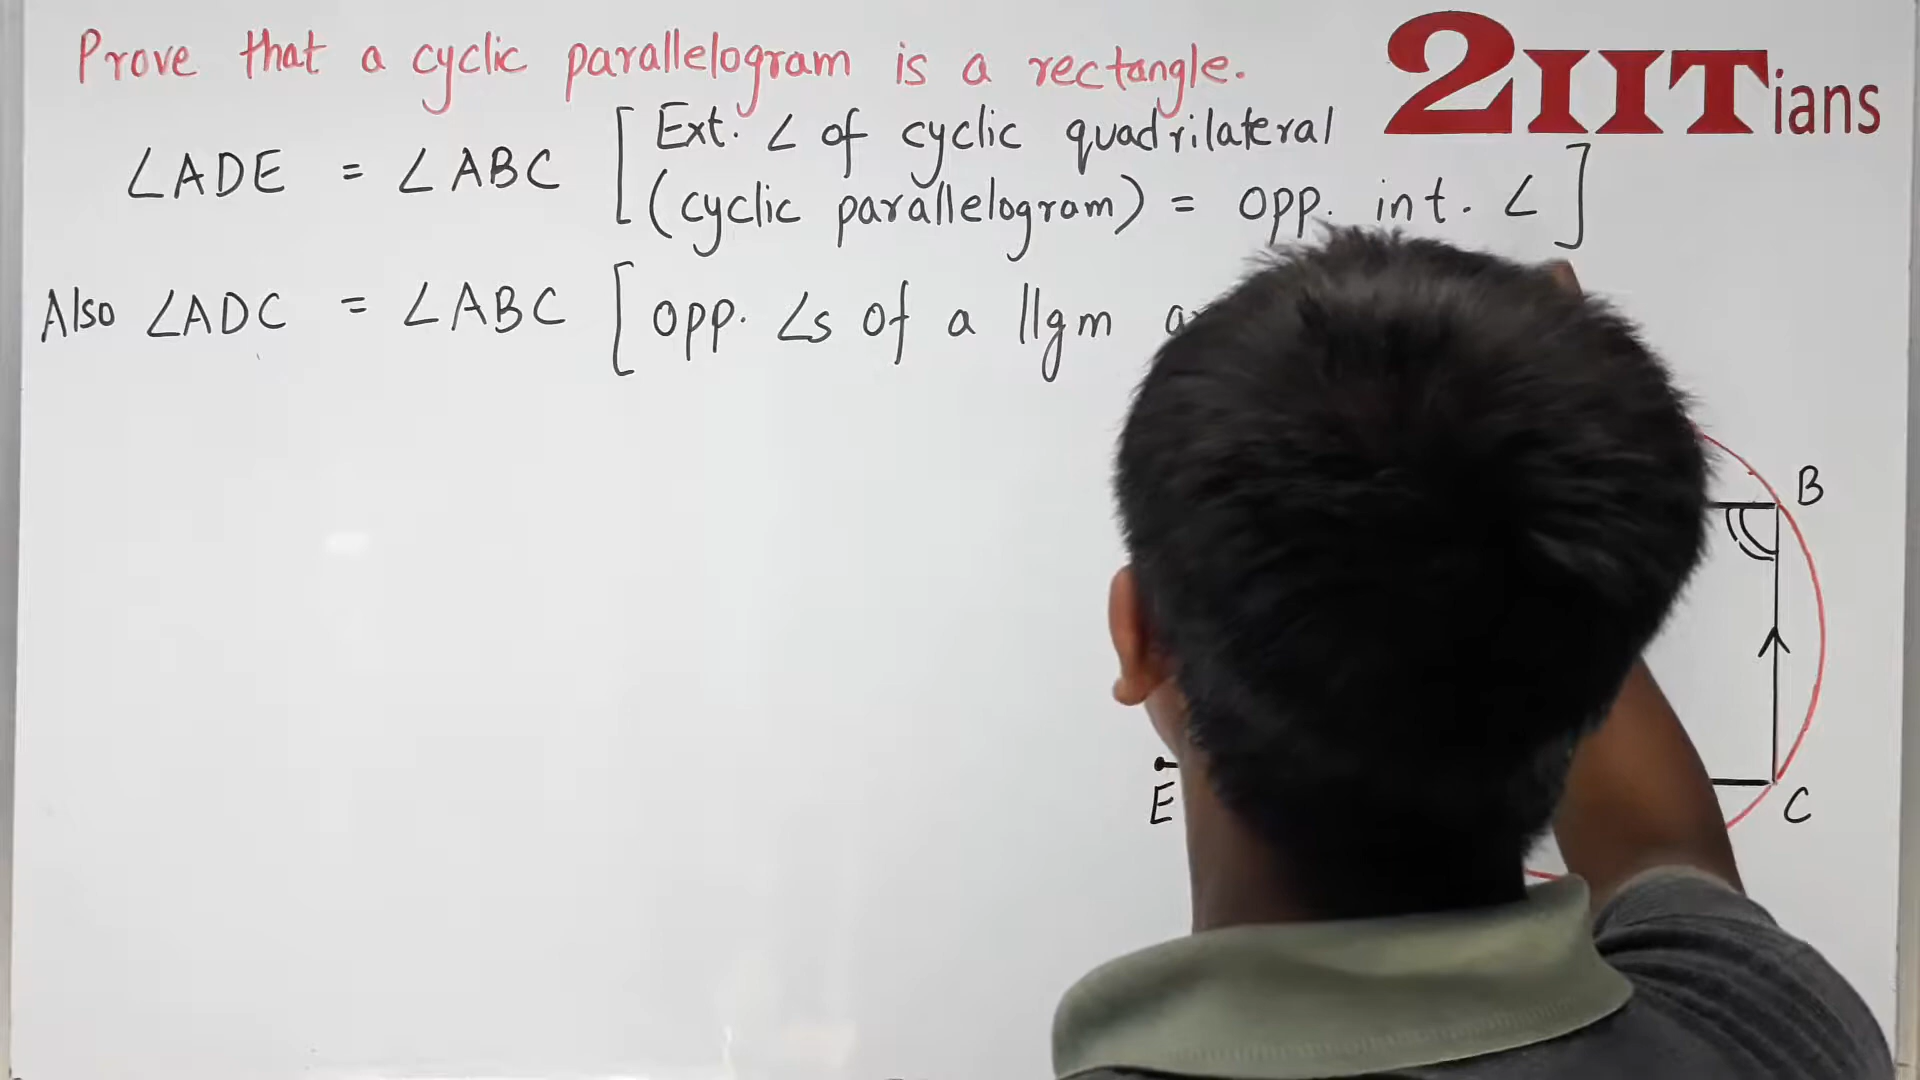 Prove that a cyclic parallelogram is a rectangle.
2IITians
∠ADE = ∠ABC [Ext. ∠ of cyclic quadrilateral
(cyclic parallelogram) = opp. int. ∠]
Also ∠ADC = ∠ABC [opp. ∠s of a ||gm
B
E
C